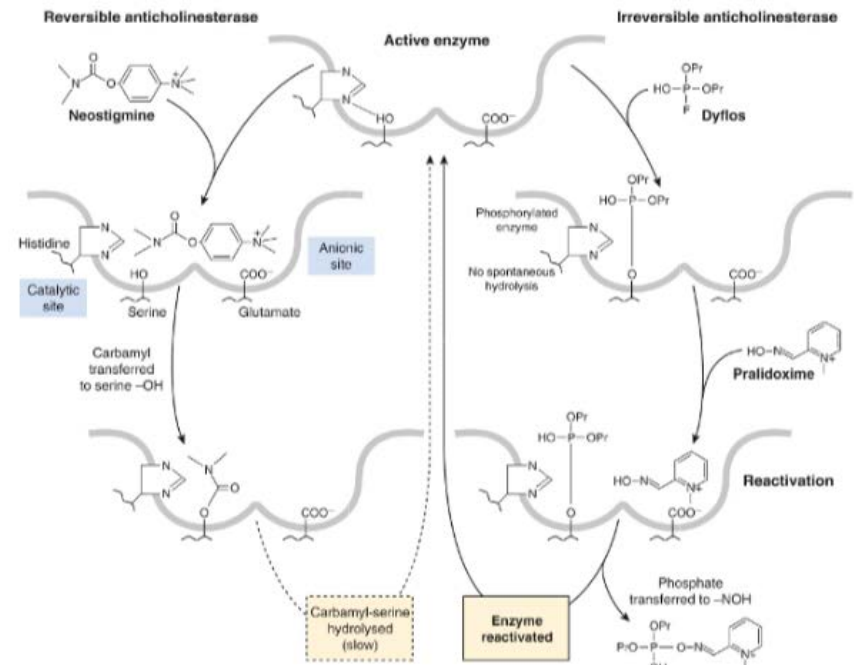 Reversible anticholinesterase
Active enzyme
Irreversible anticholinesterase
O
N
O
N+
Neostigmine
N
N
HO
COO–
OPr
HO–P–OPr
F
Dyflos
Histidine
N
N
O
N
O
N+
HO
COO–
Anionic
site
Catalytic
site
Serine
Glutamate
Phosphorylated
enzyme
OPr
HO–P–OPr
N
N
No spontaneous
hydrolysis
O
COO–
Carbamyl
transferred
to serine –OH
HO–N
N+
Pralidoxime
N
N
N
O
O
COO–
OPr
HO–P–OPr
N
N
O
HO–N
N+
COO–
Reactivation
Carbamyl-serine
hydrolysed
(slow)
Enzyme
reactivated
Phosphate
transferred to –NOH
OPr
PrO–P–O–N